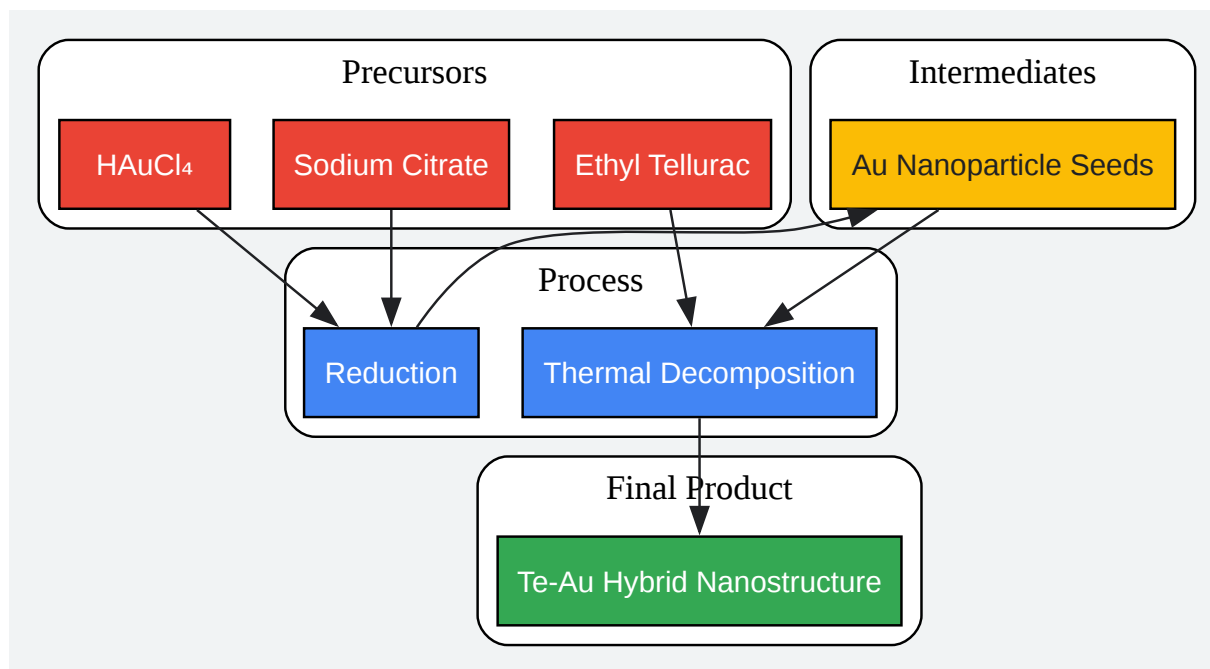 Precursors
Intermediates
HAuCl₄
Sodium Citrate
Ethyl Tellurac
Au Nanoparticle Seeds
Process
Reduction
Thermal Decomposition
Final Product
Te-Au Hybrid Nanostructure